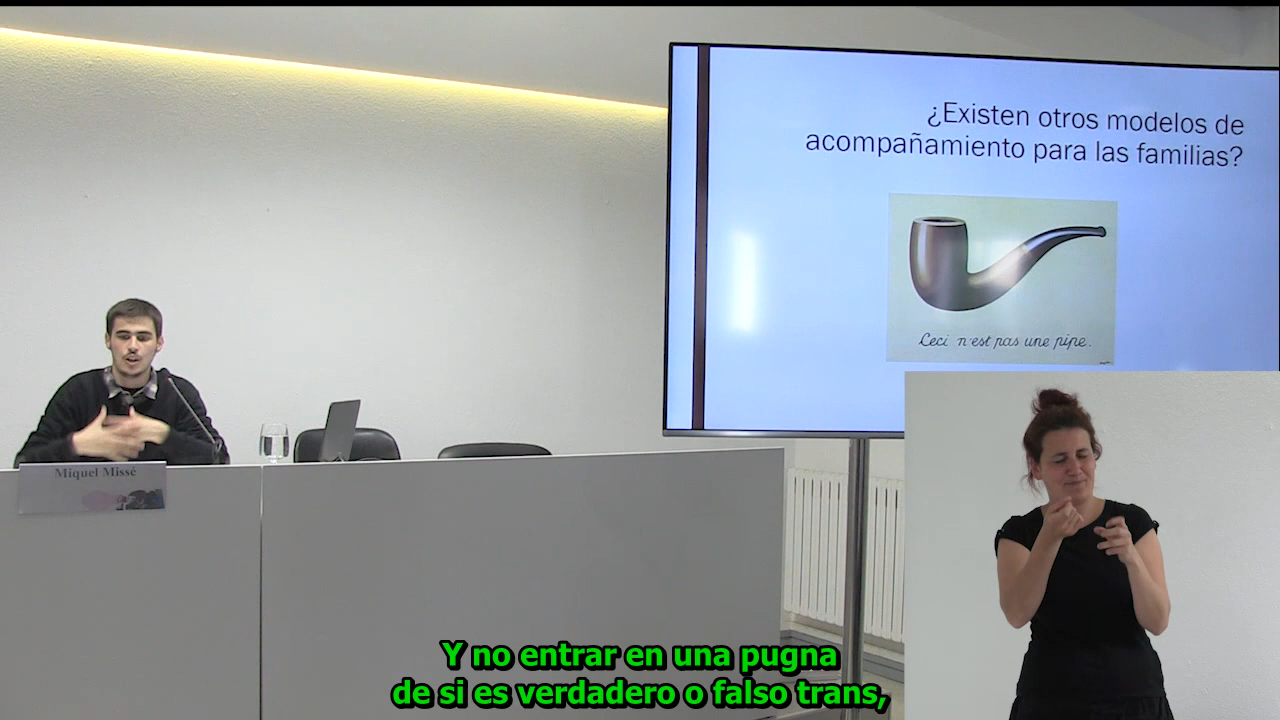 ¿Existen otros modelos de
acompañamiento para las familias?
Ceci n'est pas une pipe.
Miquel Missé
Y no entrar en una pugna
de si es verdadero o falso trans,